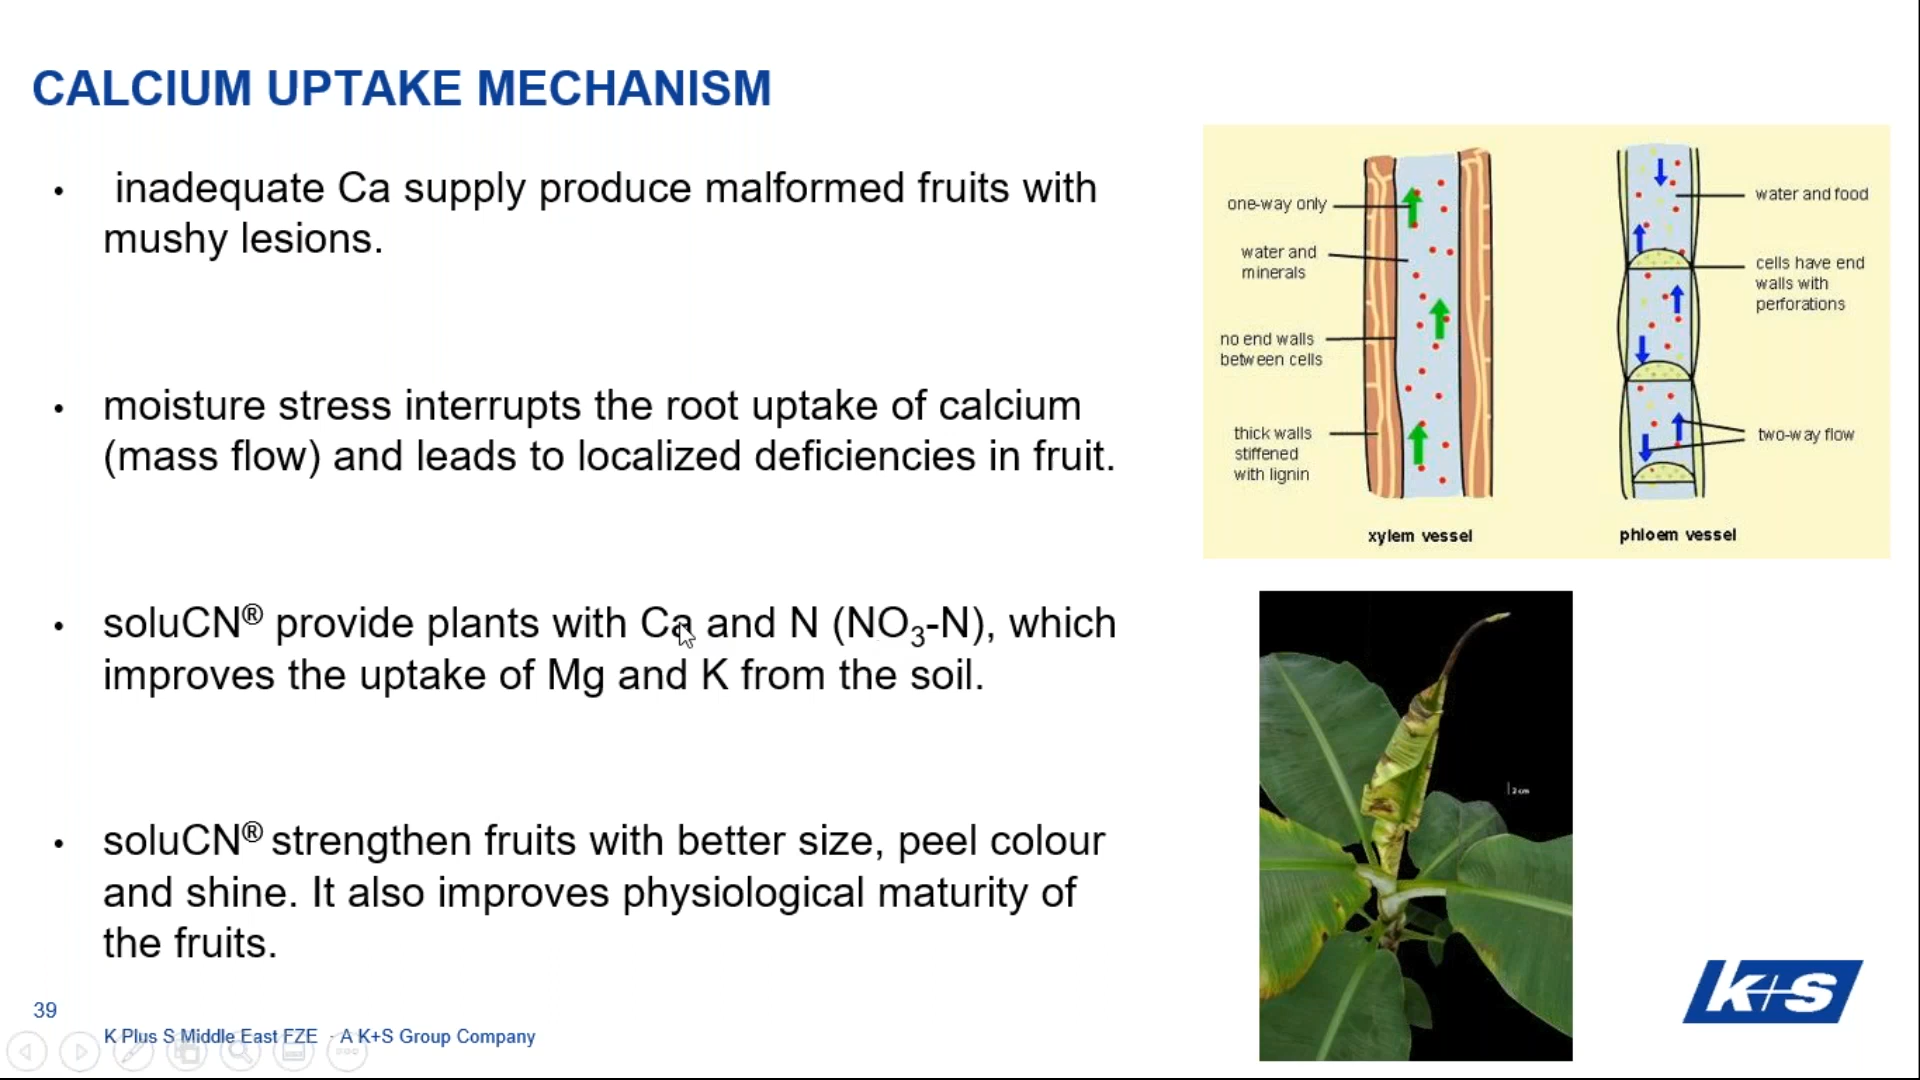 CALCIUM UPTAKE MECHANISM
• inadequate Ca supply produce malformed fruits with
mushy lesions.
• moisture stress interrupts the root uptake of calcium
(mass flow) and leads to localized deficiencies in fruit.
• soluCN® provide plants with Ca and N (NO₃-N), which
improves the uptake of Mg and K from the soil.
• soluCN® strengthen fruits with better size, peel colour
and shine. It also improves physiological maturity of
the fruits.
one-way only
water and
minerals
no end walls
between cells
thick walls
stiffened
with lignin
xylem vessel
water and food
cells have end
walls with
perforations
two-way flow
phloem vessel
2 cm
K+S
39
K Plus S Middle East FZE - A K+S Group Company